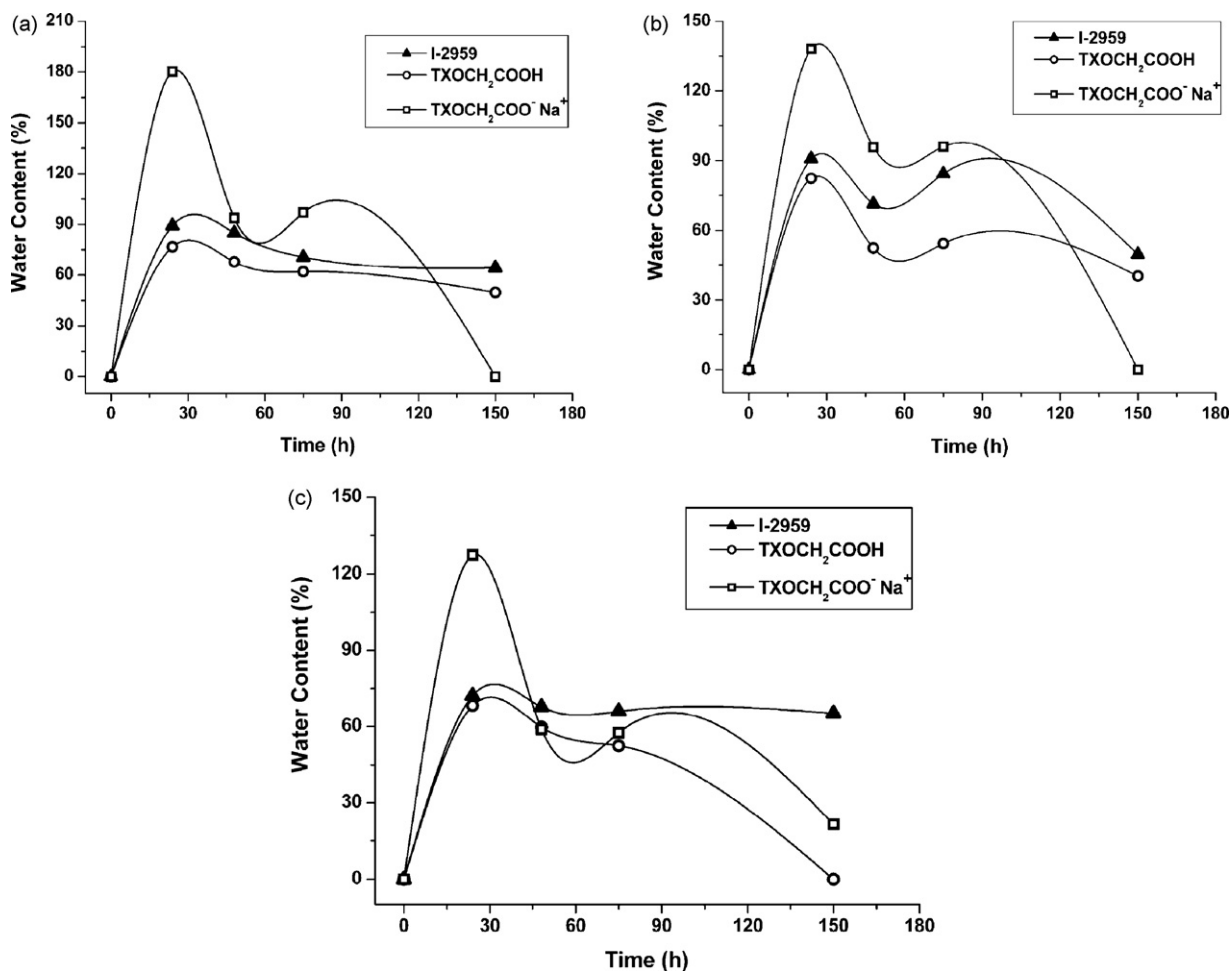 (a)
210
180
150
120
90
60
30
0
Water Content (%)
I-2959
TXOCH₂COOH
TXOCH₂COO⁻ Na⁺
0 30 60 90 120 150 180
Time (h)
(b)
150
120
90
60
30
0
Water Content (%)
I-2959
TXOCH₂COOH
TXOCH₂COO⁻ Na⁺
0 30 60 90 120 150 180
Time (h)
(c)
150
120
90
60
30
0
Water Content (%)
I-2959
TXOCH₂COOH
TXOCH₂COO⁻ Na⁺
0 30 60 90 120 150 180
Time (h)